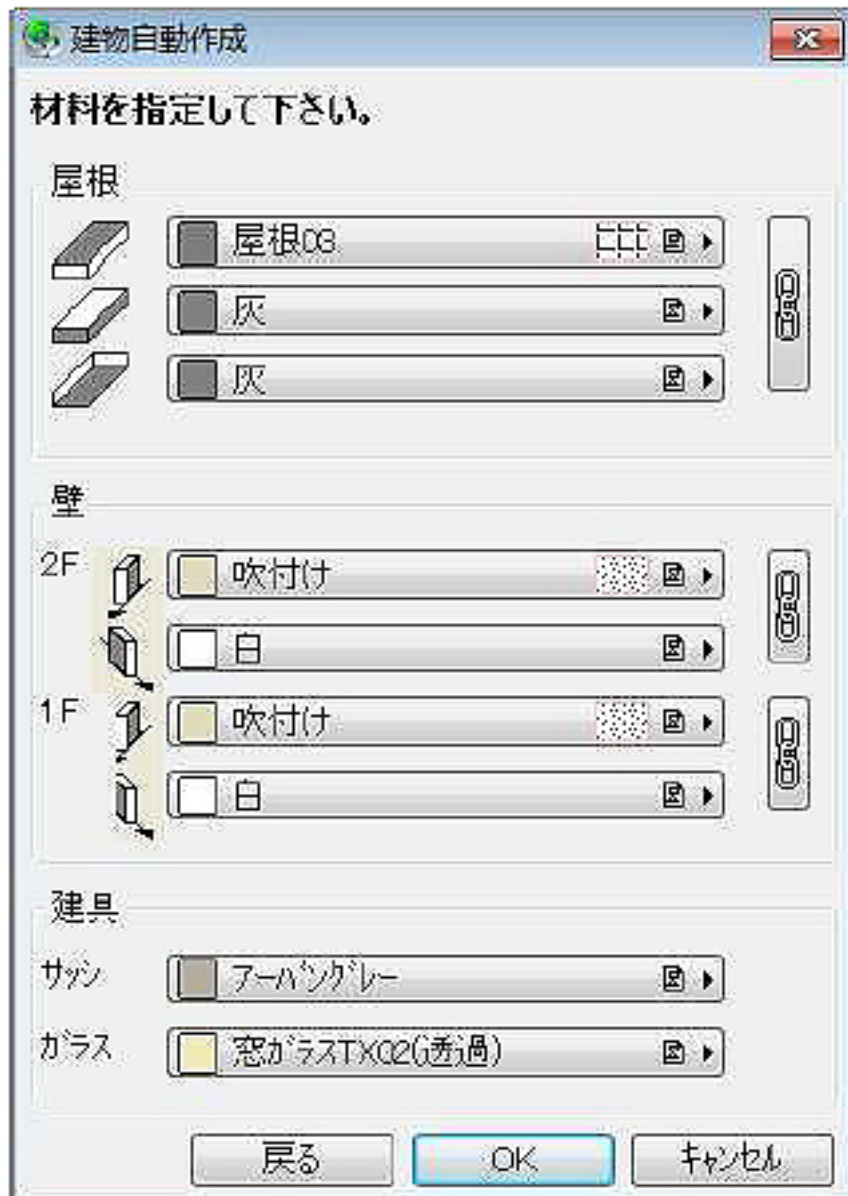 建物自動作成
材料を指定して下さい。
屋根
屋根03
灰
灰
壁
2F 吹付け
白
1F 吹付け
白
建具
サッシ アーバングレー
ガラス 窓ガラスTX02(透過)
戻る OK キャンセル